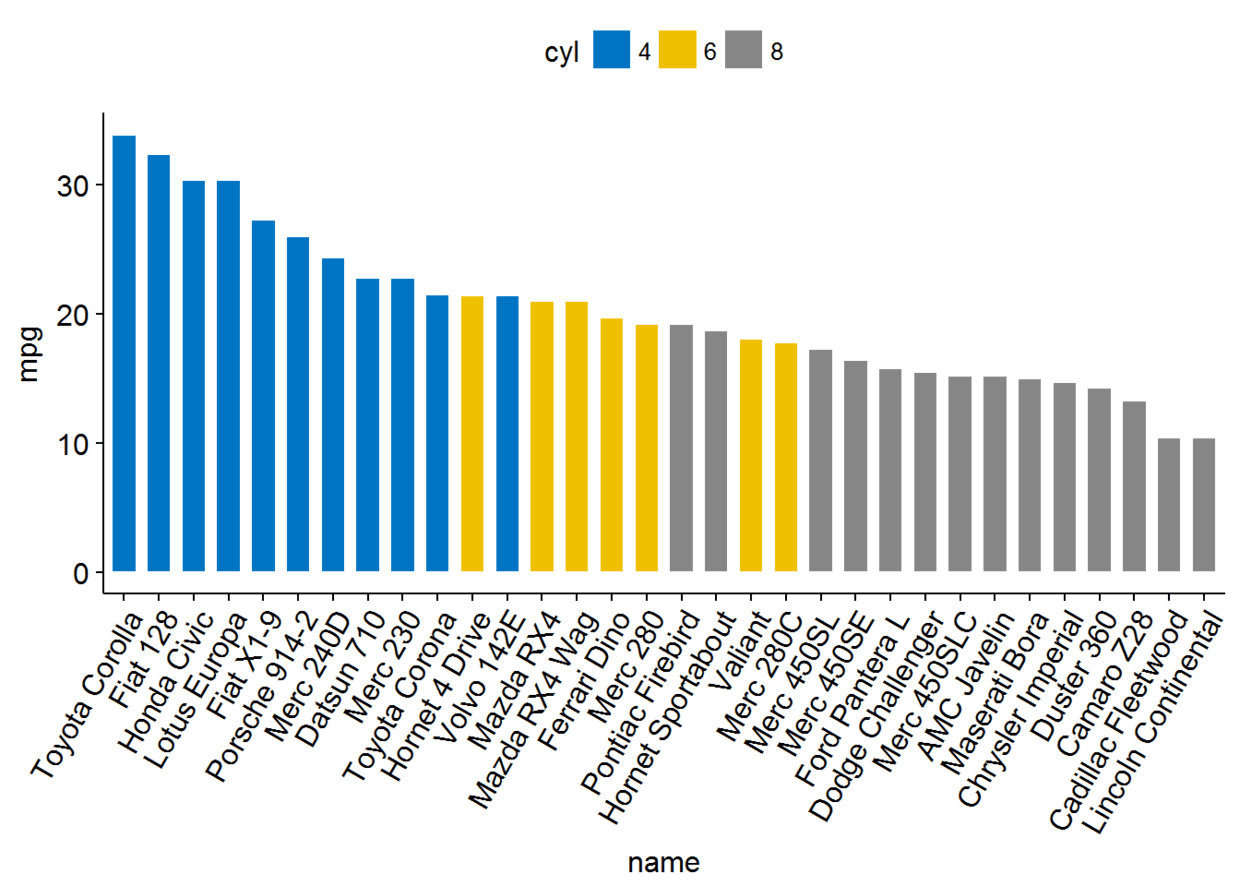 cyl 4 6 8
mpg
30
20
10
0
Toyota Corolla
Fiat 128
Honda Civic
Lotus Europa
Fiat X1-9
Porsche 914-2
Merc 240D
Datsun 710
Merc 230
Toyota Corona
Hornet 4 Drive
Volvo 142E
Mazda RX4
Mazda RX4 Wag
Ferrari Dino
Merc 280
Pontiac Firebird
Hornet Sportabout
Valiant
Merc 280C
Merc 450SL
Merc 450SE
Ford Pantera L
Dodge Challenger
Merc 450SLC
AMC Javelin
Maserati Bora
Chrysler Imperial
Duster 360
Camaro Z28
Cadillac Fleetwood
Lincoln Continental
name